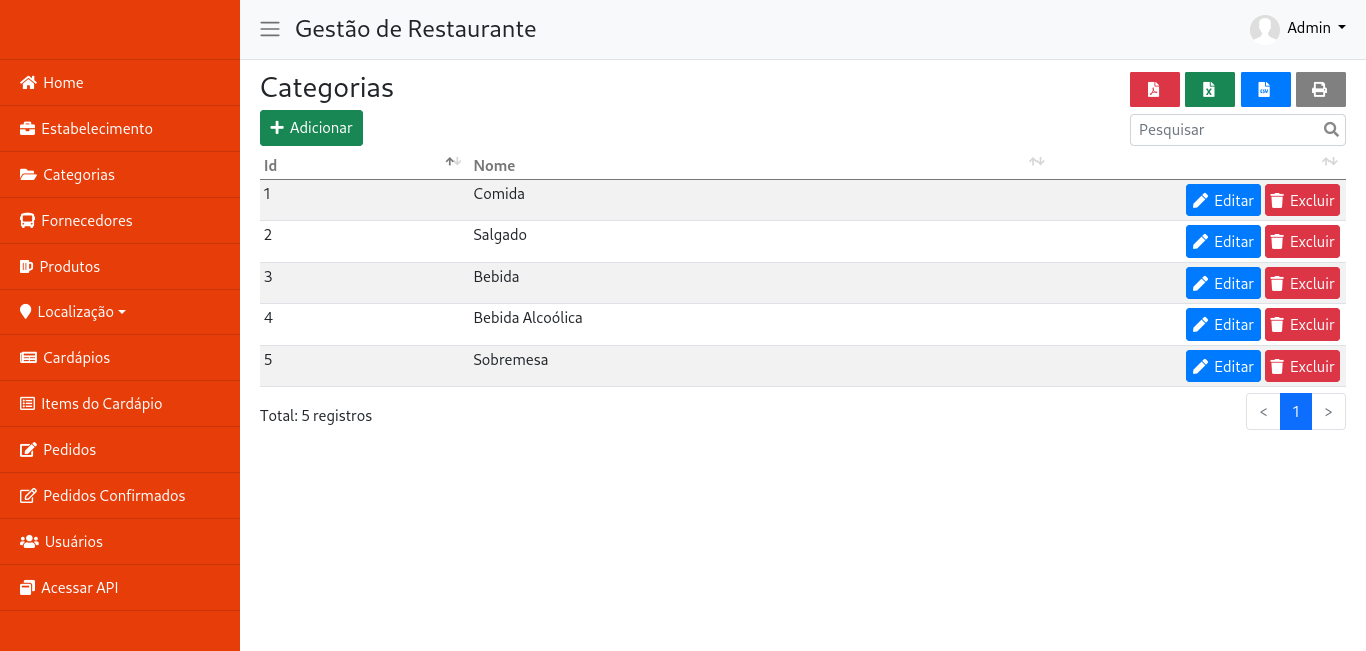 Gestão de Restaurante
Admin
Home
Estabelecimento
Categorias
Fornecedores
Produtos
Localização
Cardápios
Items do Cardápio
Pedidos
Pedidos Confirmados
Usuários
Acessar API
Categorias
Adicionar
Pesquisar
Id Nome
1 Comida Editar Excluir
2 Salgado Editar Excluir
3 Bebida Editar Excluir
4 Bebida Alcoólica Editar Excluir
5 Sobremesa Editar Excluir
Total: 5 registros
< 1 >